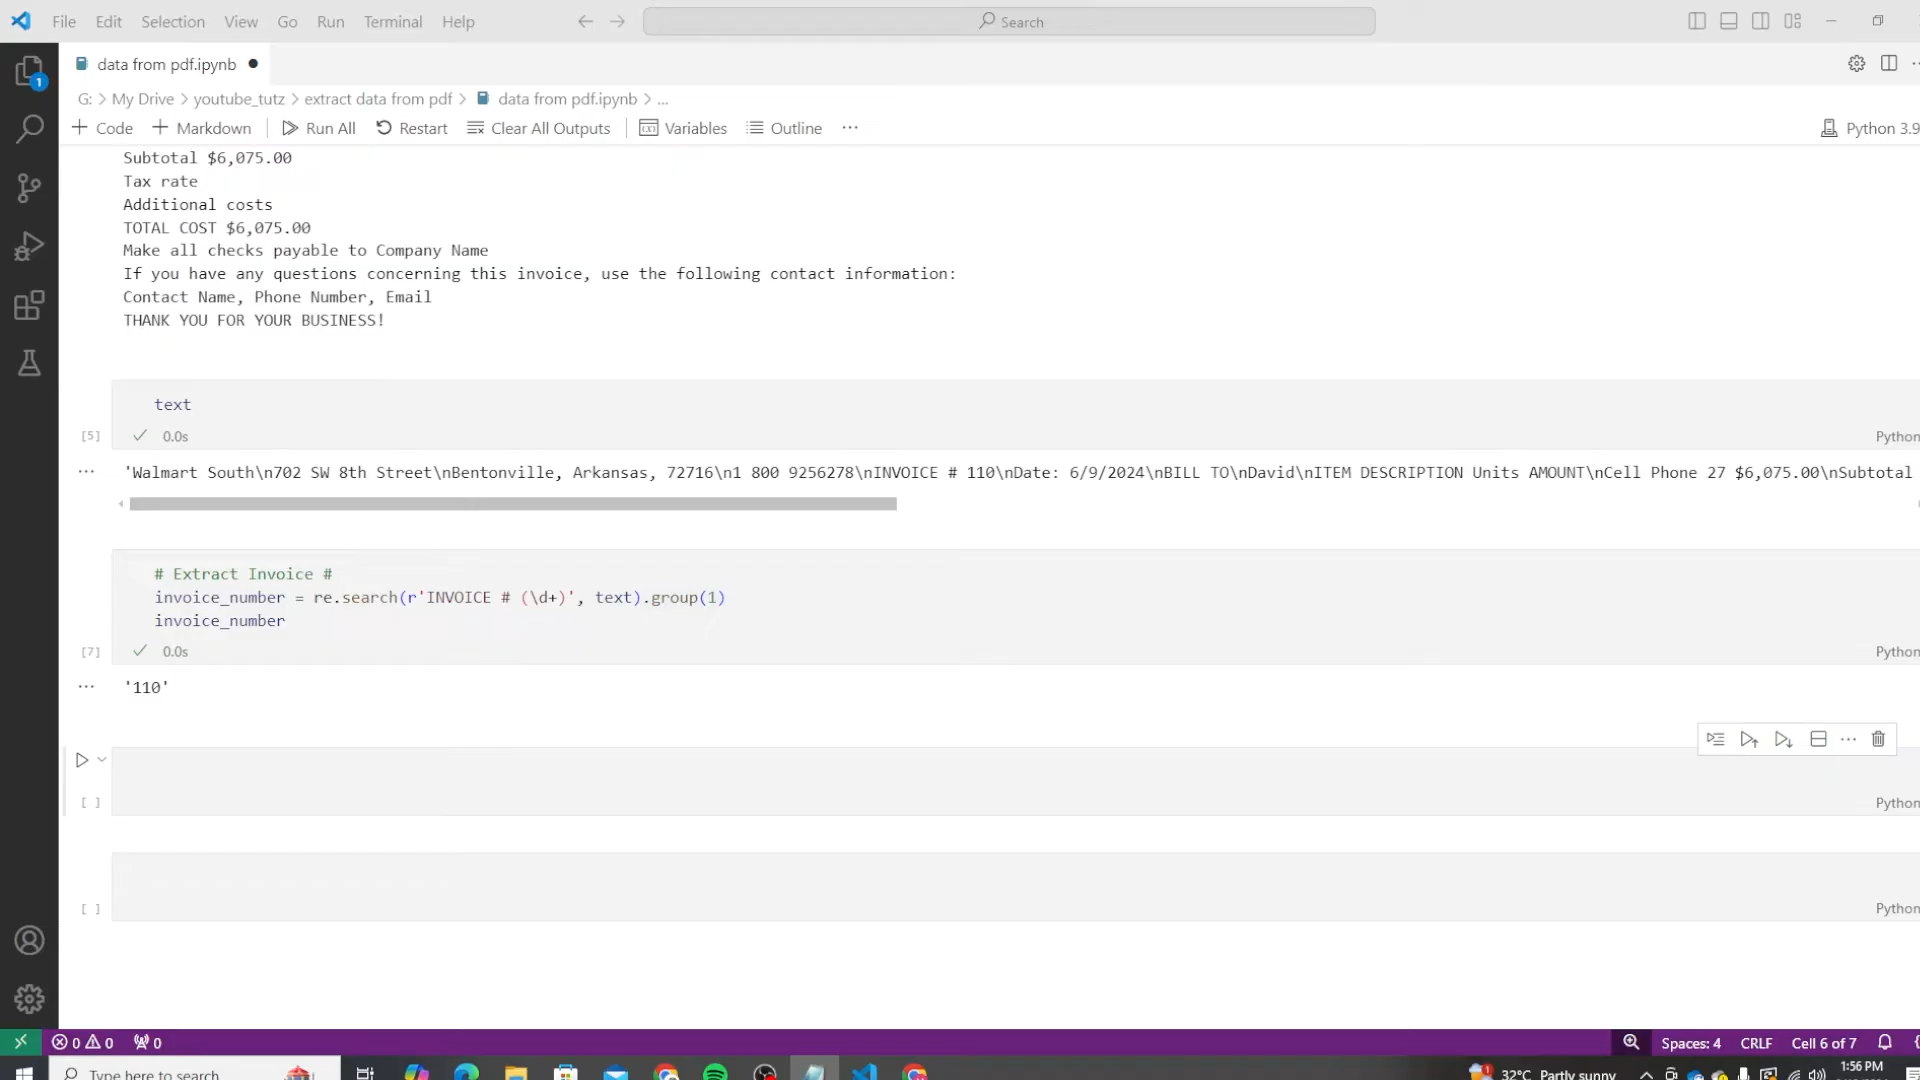 File Edit Selection View Go Run Terminal Help
Search
data from pdf.ipynb
G: > My Drive > youtube_tutz > extract data from pdf > data from pdf.ipynb > ...
+ Code + Markdown Run All Restart Clear All Outputs Variables Outline ...
Python 3.9
1
Subtotal $6,075.00
Tax rate
Additional costs
TOTAL COST $6,075.00
Make all checks payable to Company Name
If you have any questions concerning this invoice, use the following contact information:
Contact Name, Phone Number, Email
THANK YOU FOR YOUR BUSINESS!
text
[5] 0.0s
Python
... 'Walmart South\n702 SW 8th Street\nBentonville, Arkansas, 72716\n1 800 9256278\nINVOICE # 110\nDate: 6/9/2024\nBILL TO\nDavid\nITEM DESCRIPTION Units AMOUNT\nCell Phone 27 $6,075.00\nSubtotal
# Extract Invoice #
invoice_number = re.search(r'INVOICE # (\d+)', text).group(1)
invoice_number
[7] 0.0s
Python
... '110'
[ ]
Python
[ ]
Python
0 0 0
Spaces: 4 CRLF Cell 6 of 7
Type here to search
1
32°C Partly sunny
1:56 PM